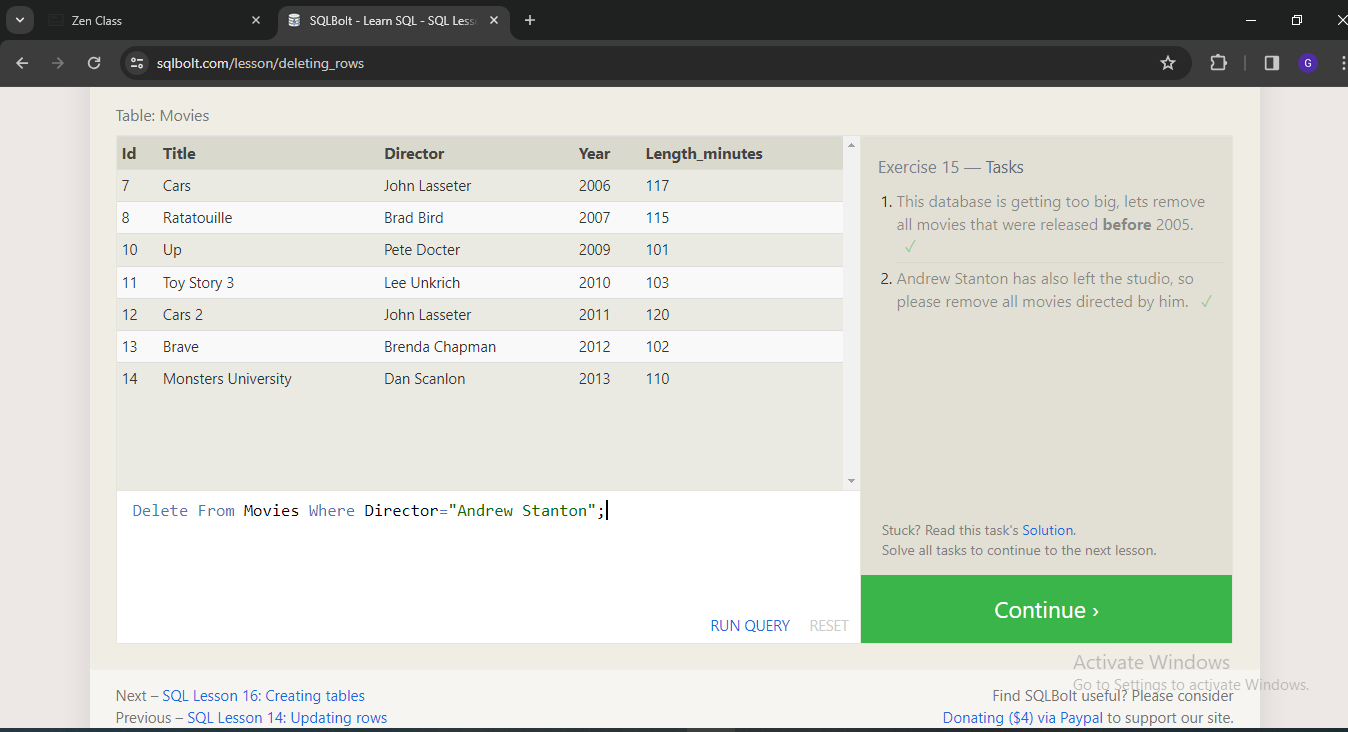 Zen Class
SQLBolt - Learn SQL - SQL Less
sqlbolt.com/lesson/deleting_rows
G
Table: Movies
Id Title Director Year Length_minutes
7 Cars John Lasseter 2006 117
8 Ratatouille Brad Bird 2007 115
10 Up Pete Docter 2009 101
11 Toy Story 3 Lee Unkrich 2010 103
12 Cars 2 John Lasseter 2011 120
13 Brave Brenda Chapman 2012 102
14 Monsters University Dan Scanlon 2013 110
Delete From Movies Where Director="Andrew Stanton";
RUN QUERY RESET
Exercise 15 — Tasks
1. This database is getting too big, lets remove
all movies that were released before 2005.
✓
2. Andrew Stanton has also left the studio, so
please remove all movies directed by him. ✓
Stuck? Read this task's Solution.
Solve all tasks to continue to the next lesson.
Continue ›
Next – SQL Lesson 16: Creating tables
Previous – SQL Lesson 14: Updating rows
Find SQLBolt useful? Please consider
Donating ($4) via Paypal to support our site.
Activate Windows
Go to Settings to activate Windows.